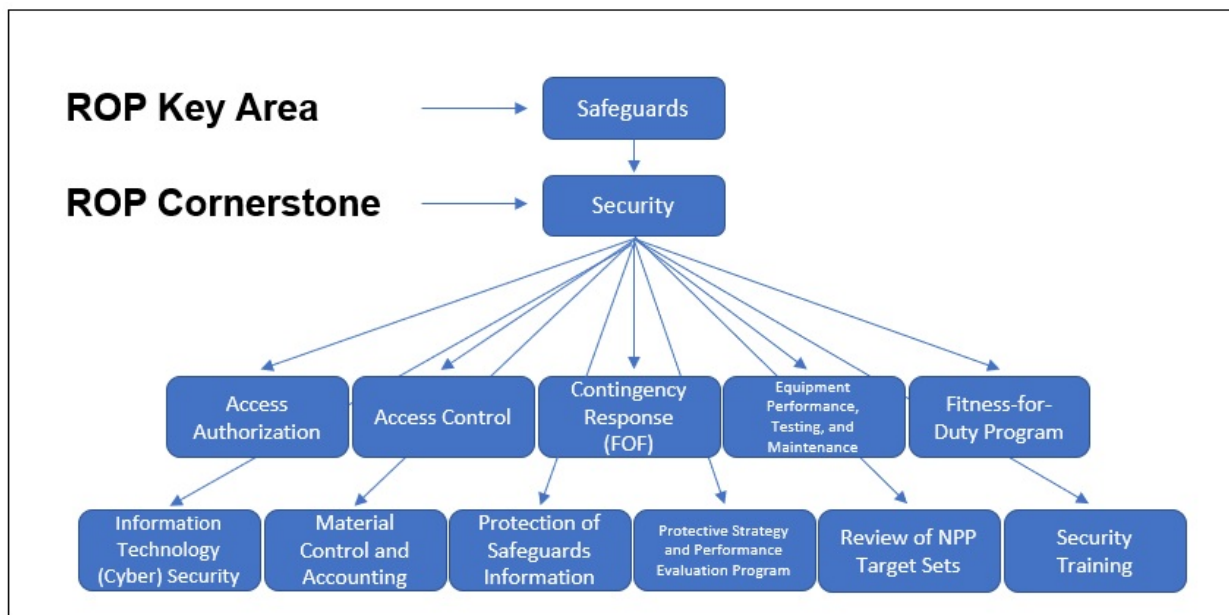 ROP Key Area
Safeguards
ROP Cornerstone
Security
Access
Authorization
Access Control
Contingency
Response
(FOF)
Equipment
Performance,
Testing, and
Maintenance
Fitness-for-
Duty Program
Information
Technology
(Cyber) Security
Material
Control and
Accounting
Protection of
Safeguards
Information
Protective Strategy
and Performance
Evaluation Program
Review of NPP
Target Sets
Security
Training